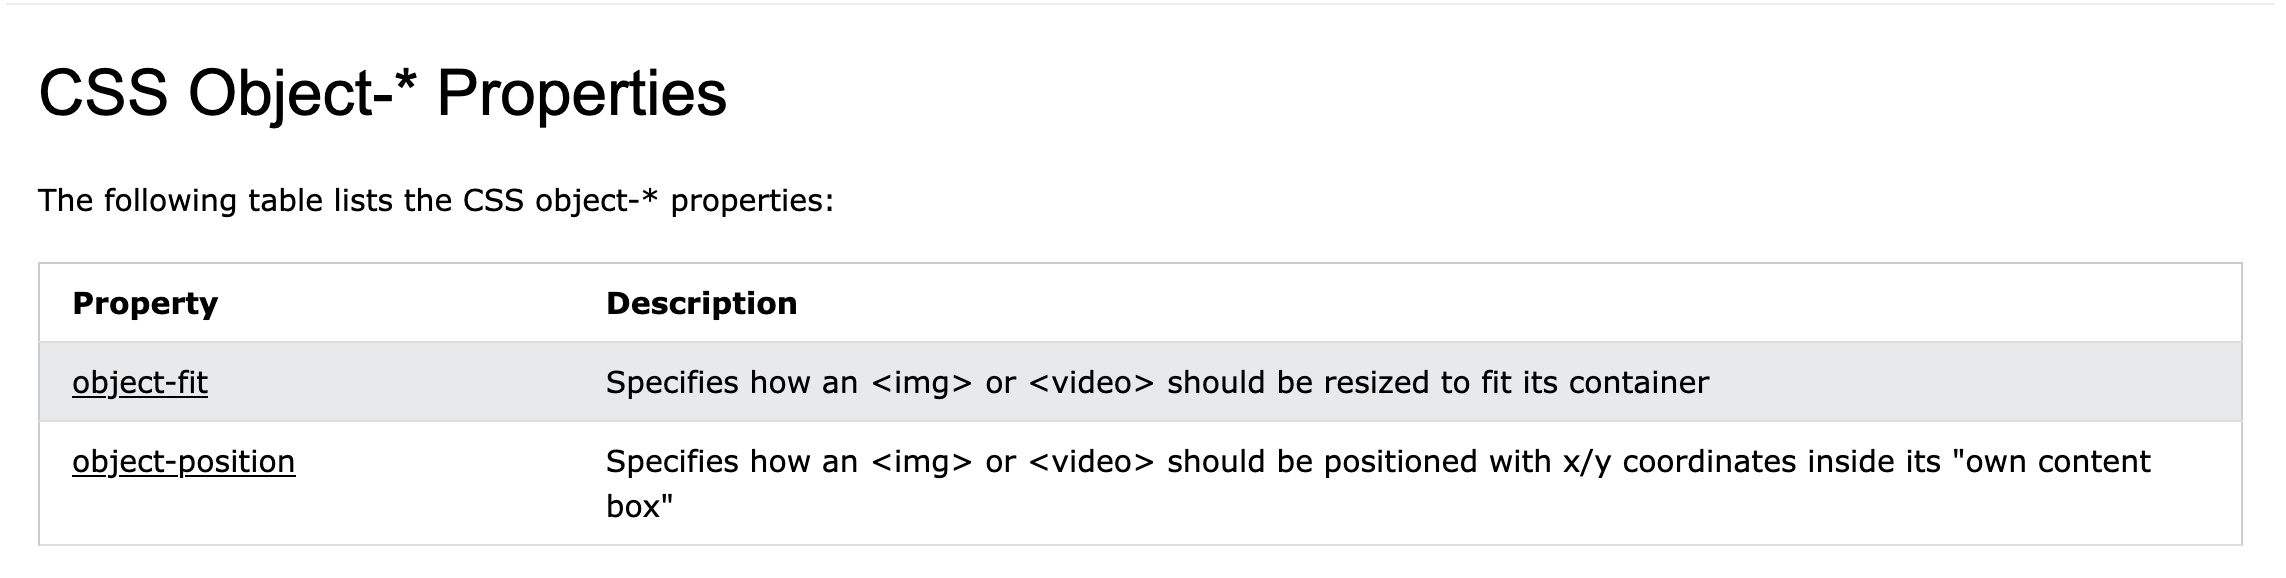 CSS Object-* Properties
The following table lists the CSS object-* properties:
Property Description
object-fit Specifies how an <img> or <video> should be resized to fit its container
object-position Specifies how an <img> or <video> should be positioned with x/y coordinates inside its "own content
box"